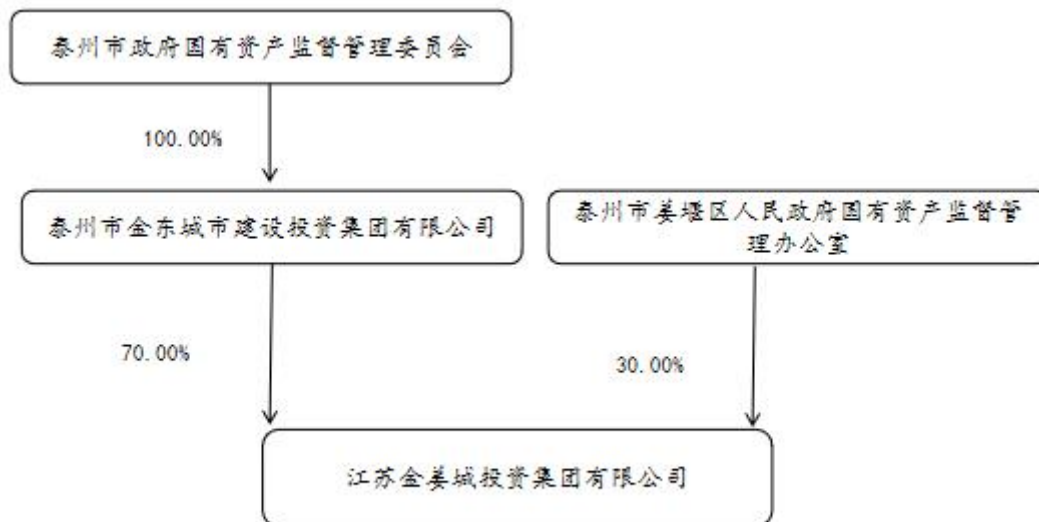 泰州市政府国有资产监督管理委员会
100.00%
泰州市金东城市建设投资集团有限公司
泰州市姜堰区人民政府国有资产监督管
理办公室
70.00%
30.00%
江苏金姜城投资集团有限公司